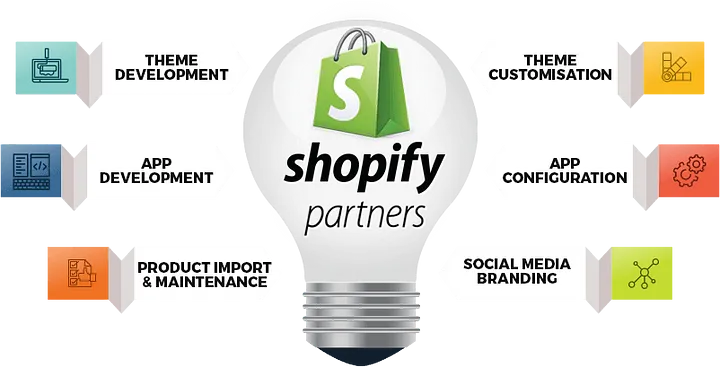 THEME
DEVELOPMENT
APP
DEVELOPMENT
PRODUCT IMPORT
& MAINTENANCE
S
shopify
partners
THEME
CUSTOMISATION
APP
CONFIGURATION
SOCIAL MEDIA
BRANDING